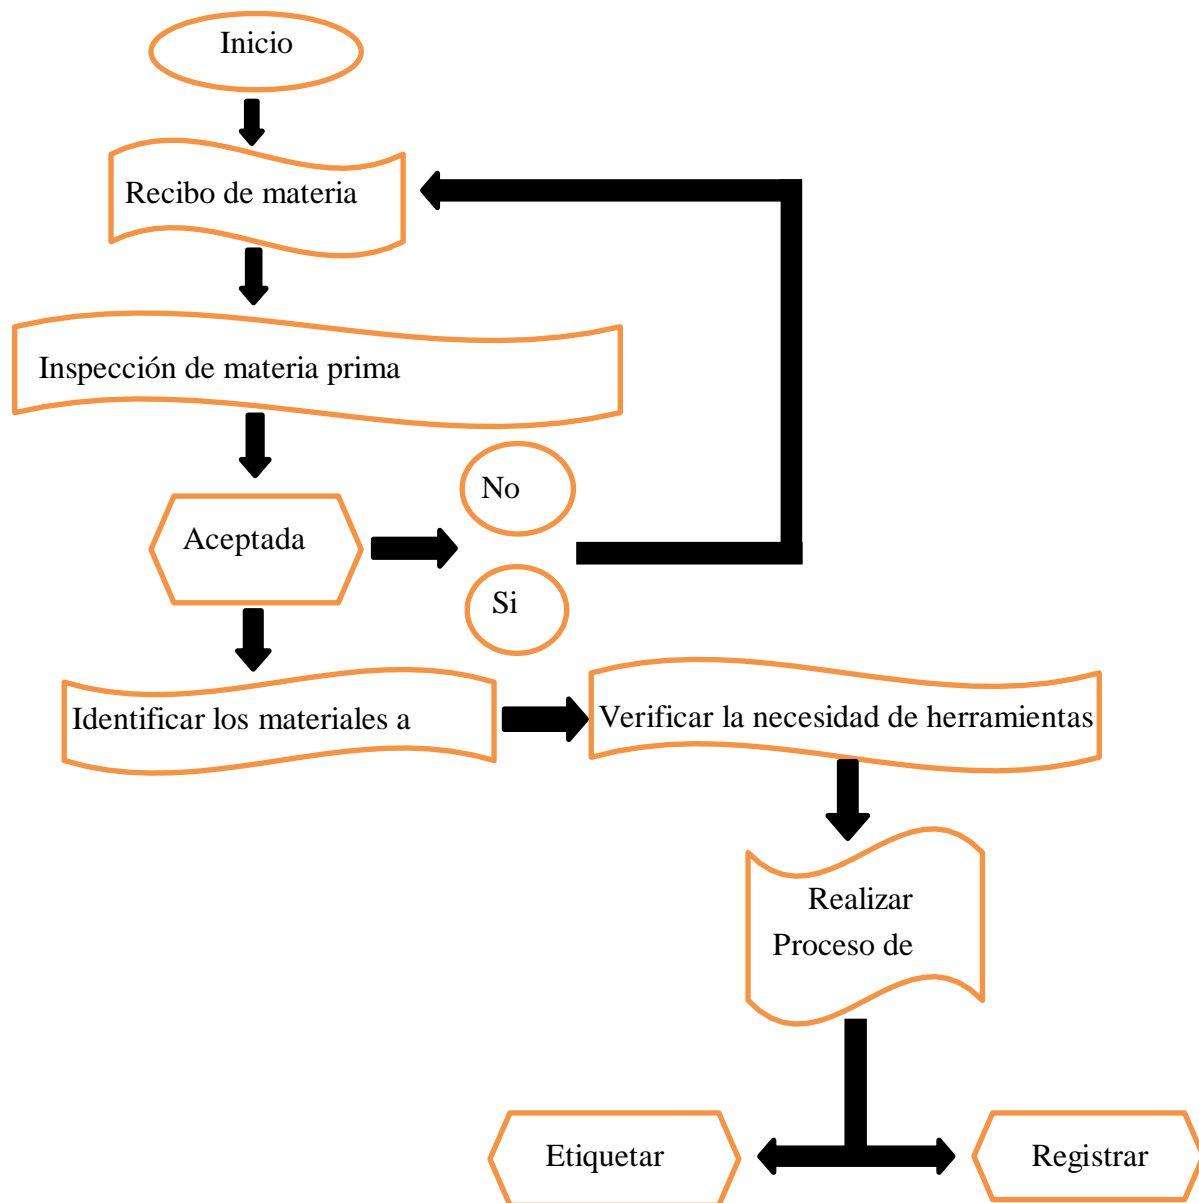 Inicio
Recibo de materia
Inspección de materia prima
No
Aceptada
Si
Identificar los materiales a
Verificar la necesidad de herramientas
Realizar
Proceso de
Etiquetar
Registrar